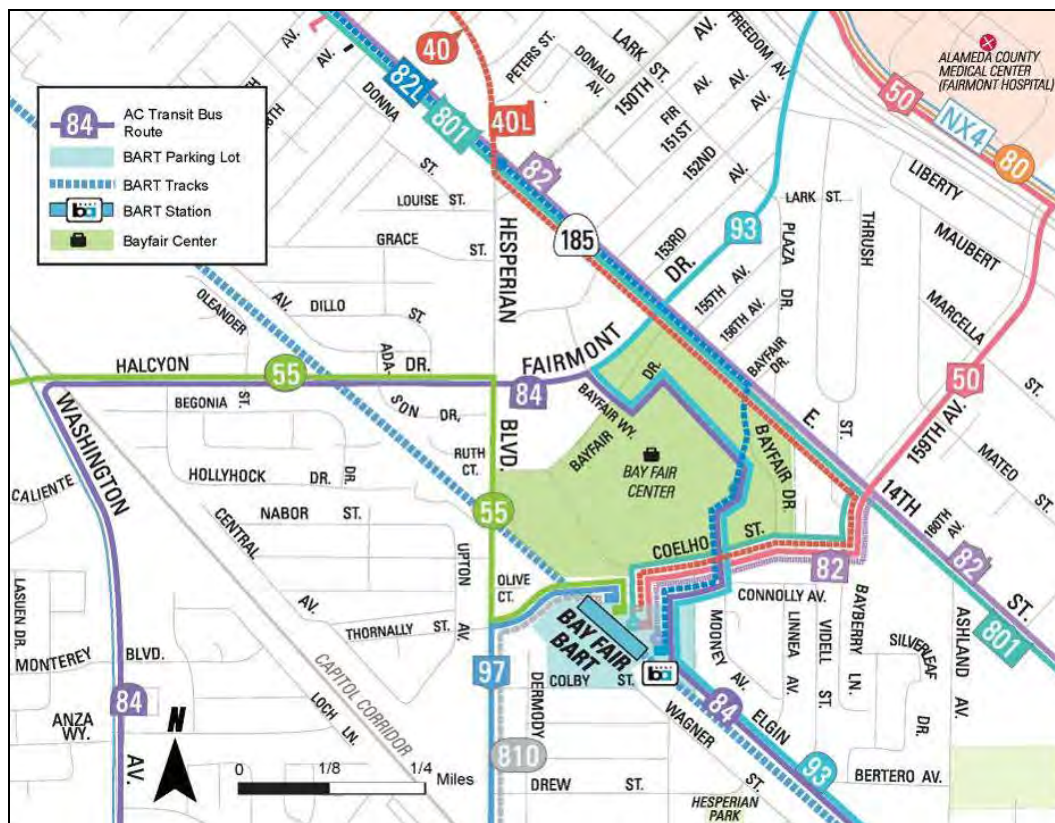 84
AC Transit Bus
Route
BART Parking Lot
BART Tracks
ba
BART Station
Bayfair Center
AV.
AV.
DONNA
ST.
82L
801
40
40L
PETERS ST.
DONALD
AV.
LARK
ST.
150TH AV.
FIR AV.
151ST AV.
152ND AV.
FREEDOM AV.
ALAMEDA COUNTY
MEDICAL CENTER
(FAIRMONT HOSPITAL)
50
NX4
80
LIBERTY
MAUBERT
MARCELLA
ST.
MATEO
ST.
LOUISE ST.
GRACE
ST.
HESPERIAN
BLVD.
82
185
153RD AV.
FAIRMONT DR.
93
LARK ST.
PLAZA DR.
THRUSH
ST.
155TH AV.
156TH AV.
BAYFAIR DR.
OLEANDER
AV.
DILLO
ST.
ADA-
SON DR,
HALCYON DR.
55
84
BEGONIA ST.
RUTH
CT.
HOLLYHOCK DR.
DR.
NABOR ST.
CENTRAL
AV.
UPTON
AV.
55
OLIVE
CT.
THORNALLY ST.
BAYFAIR WY.
BAYFAIR DR.
BAY FAIR
CENTER
BAYFAIR DR
COELHO ST.
82
E. 14TH ST.
159TH AV.
50
160TH AV.
82
801
WASHINGTON
AV.
CALIENTE
LASUEN DR.
MONTEREY BLVD.
ANZA
WY.
84
CAPITOL CORRIDOR
LOCH LN.
N
0 1/8 1/4 Miles
97
810
DERMODY
DREW ST.
BAY FAIR
BART
COLBY ST.
ba
WAGNER
ST.
HESPERIAN
PARK
CONNOLLY AV.
MOONEY
AV.
LINNEA
AV.
VIDELL
ST.
BAYBERRY
LN.
SILVERLEAF
DR.
ASHLAND
AV.
84
ELGIN
93
BERTERO AV.